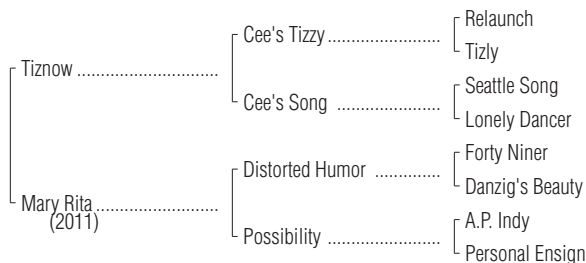 Relaunch
Cee's Tizzy ........................
Tizly
Tiznow ..............................
Seattle Song
Cee's Song ......................
Lonely Dancer
Forty Niner
Distorted Humor ..............
Danzig's Beauty
Mary Rita ..........................
(2011)
A.P. Indy
Possibility .........................
Personal Ensign